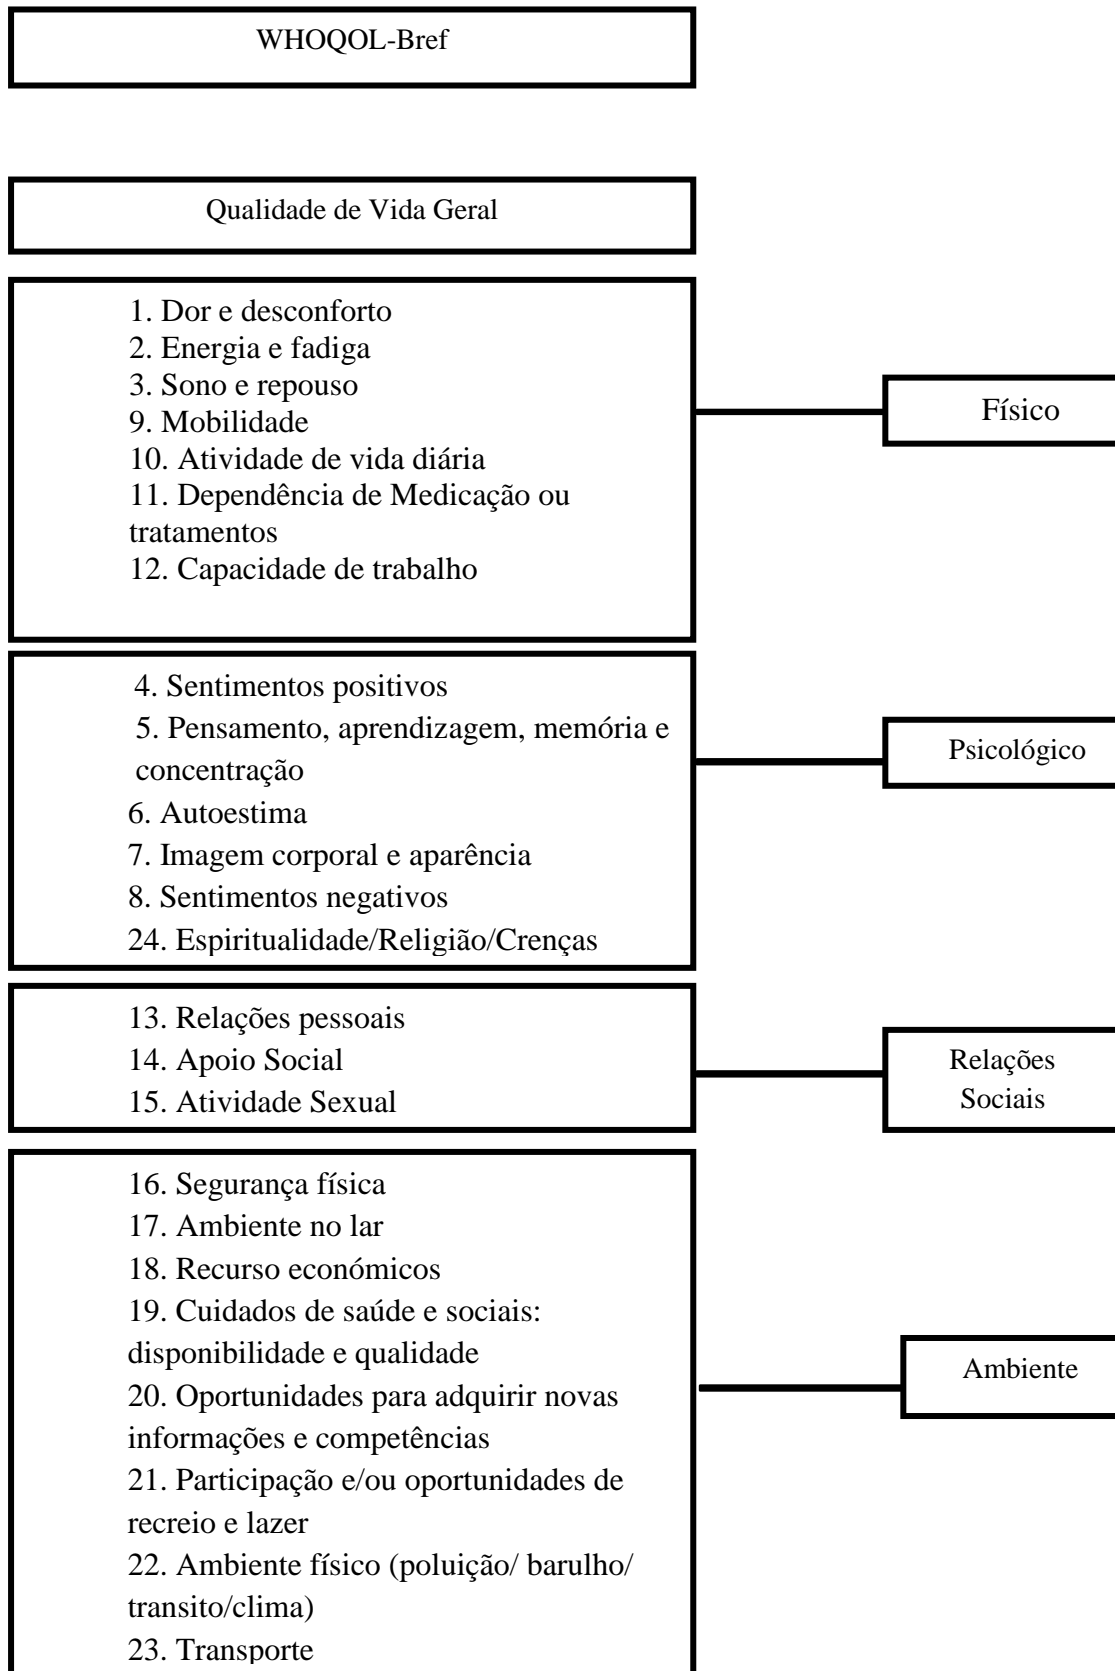 WHOQOL-Bref
Qualidade de Vida Geral
1. Dor e desconforto
2. Energia e fadiga
3. Sono e repouso
9. Mobilidade
10. Atividade de vida diária
11. Dependência de Medicação ou
tratamentos
12. Capacidade de trabalho
Físico
4. Sentimentos positivos
5. Pensamento, aprendizagem, memória e
concentração
6. Autoestima
7. Imagem corporal e aparência
8. Sentimentos negativos
24. Espiritualidade/Religião/Crenças
Psicológico
13. Relações pessoais
14. Apoio Social
15. Atividade Sexual
Relações
Sociais
16. Segurança física
17. Ambiente no lar
18. Recurso económicos
19. Cuidados de saúde e sociais:
disponibilidade e qualidade
20. Oportunidades para adquirir novas
informações e competências
21. Participação e/ou oportunidades de
recreio e lazer
22. Ambiente físico (poluição/ barulho/
transito/clima)
23. Transporte
Ambiente